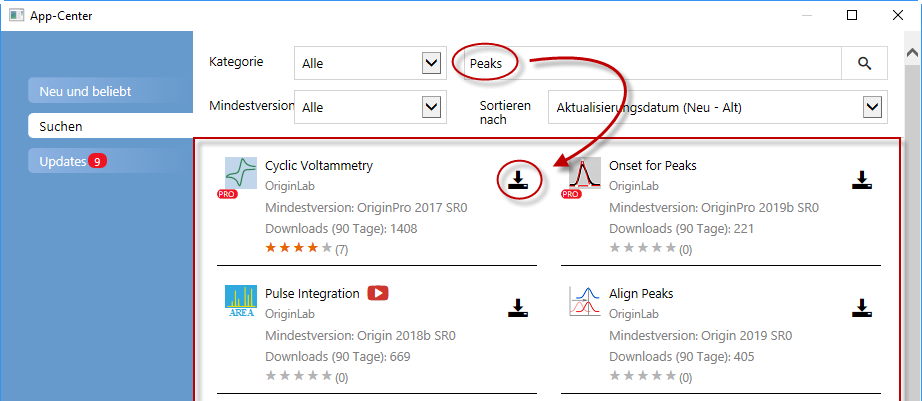 App-Center
Kategorie
Alle
Peaks
Neu und beliebt
Mindestversion
Alle
Sortieren
nach
Aktualisierungsdatum (Neu - Alt)
Suchen
Updates 9
Cyclic Voltammetry
OriginLab
PRO
Mindestversion: OriginPro 2017 SR0
Downloads (90 Tage): 1408
(7)
Onset for Peaks
OriginLab
PRO
Mindestversion: OriginPro 2019b SR0
Downloads (90 Tage): 221
(0)
Pulse Integration
AREA
OriginLab
Mindestversion: Origin 2018b SR0
Downloads (90 Tage): 669
(0)
Align Peaks
OriginLab
Mindestversion: Origin 2019 SR0
Downloads (90 Tage): 405
(0)